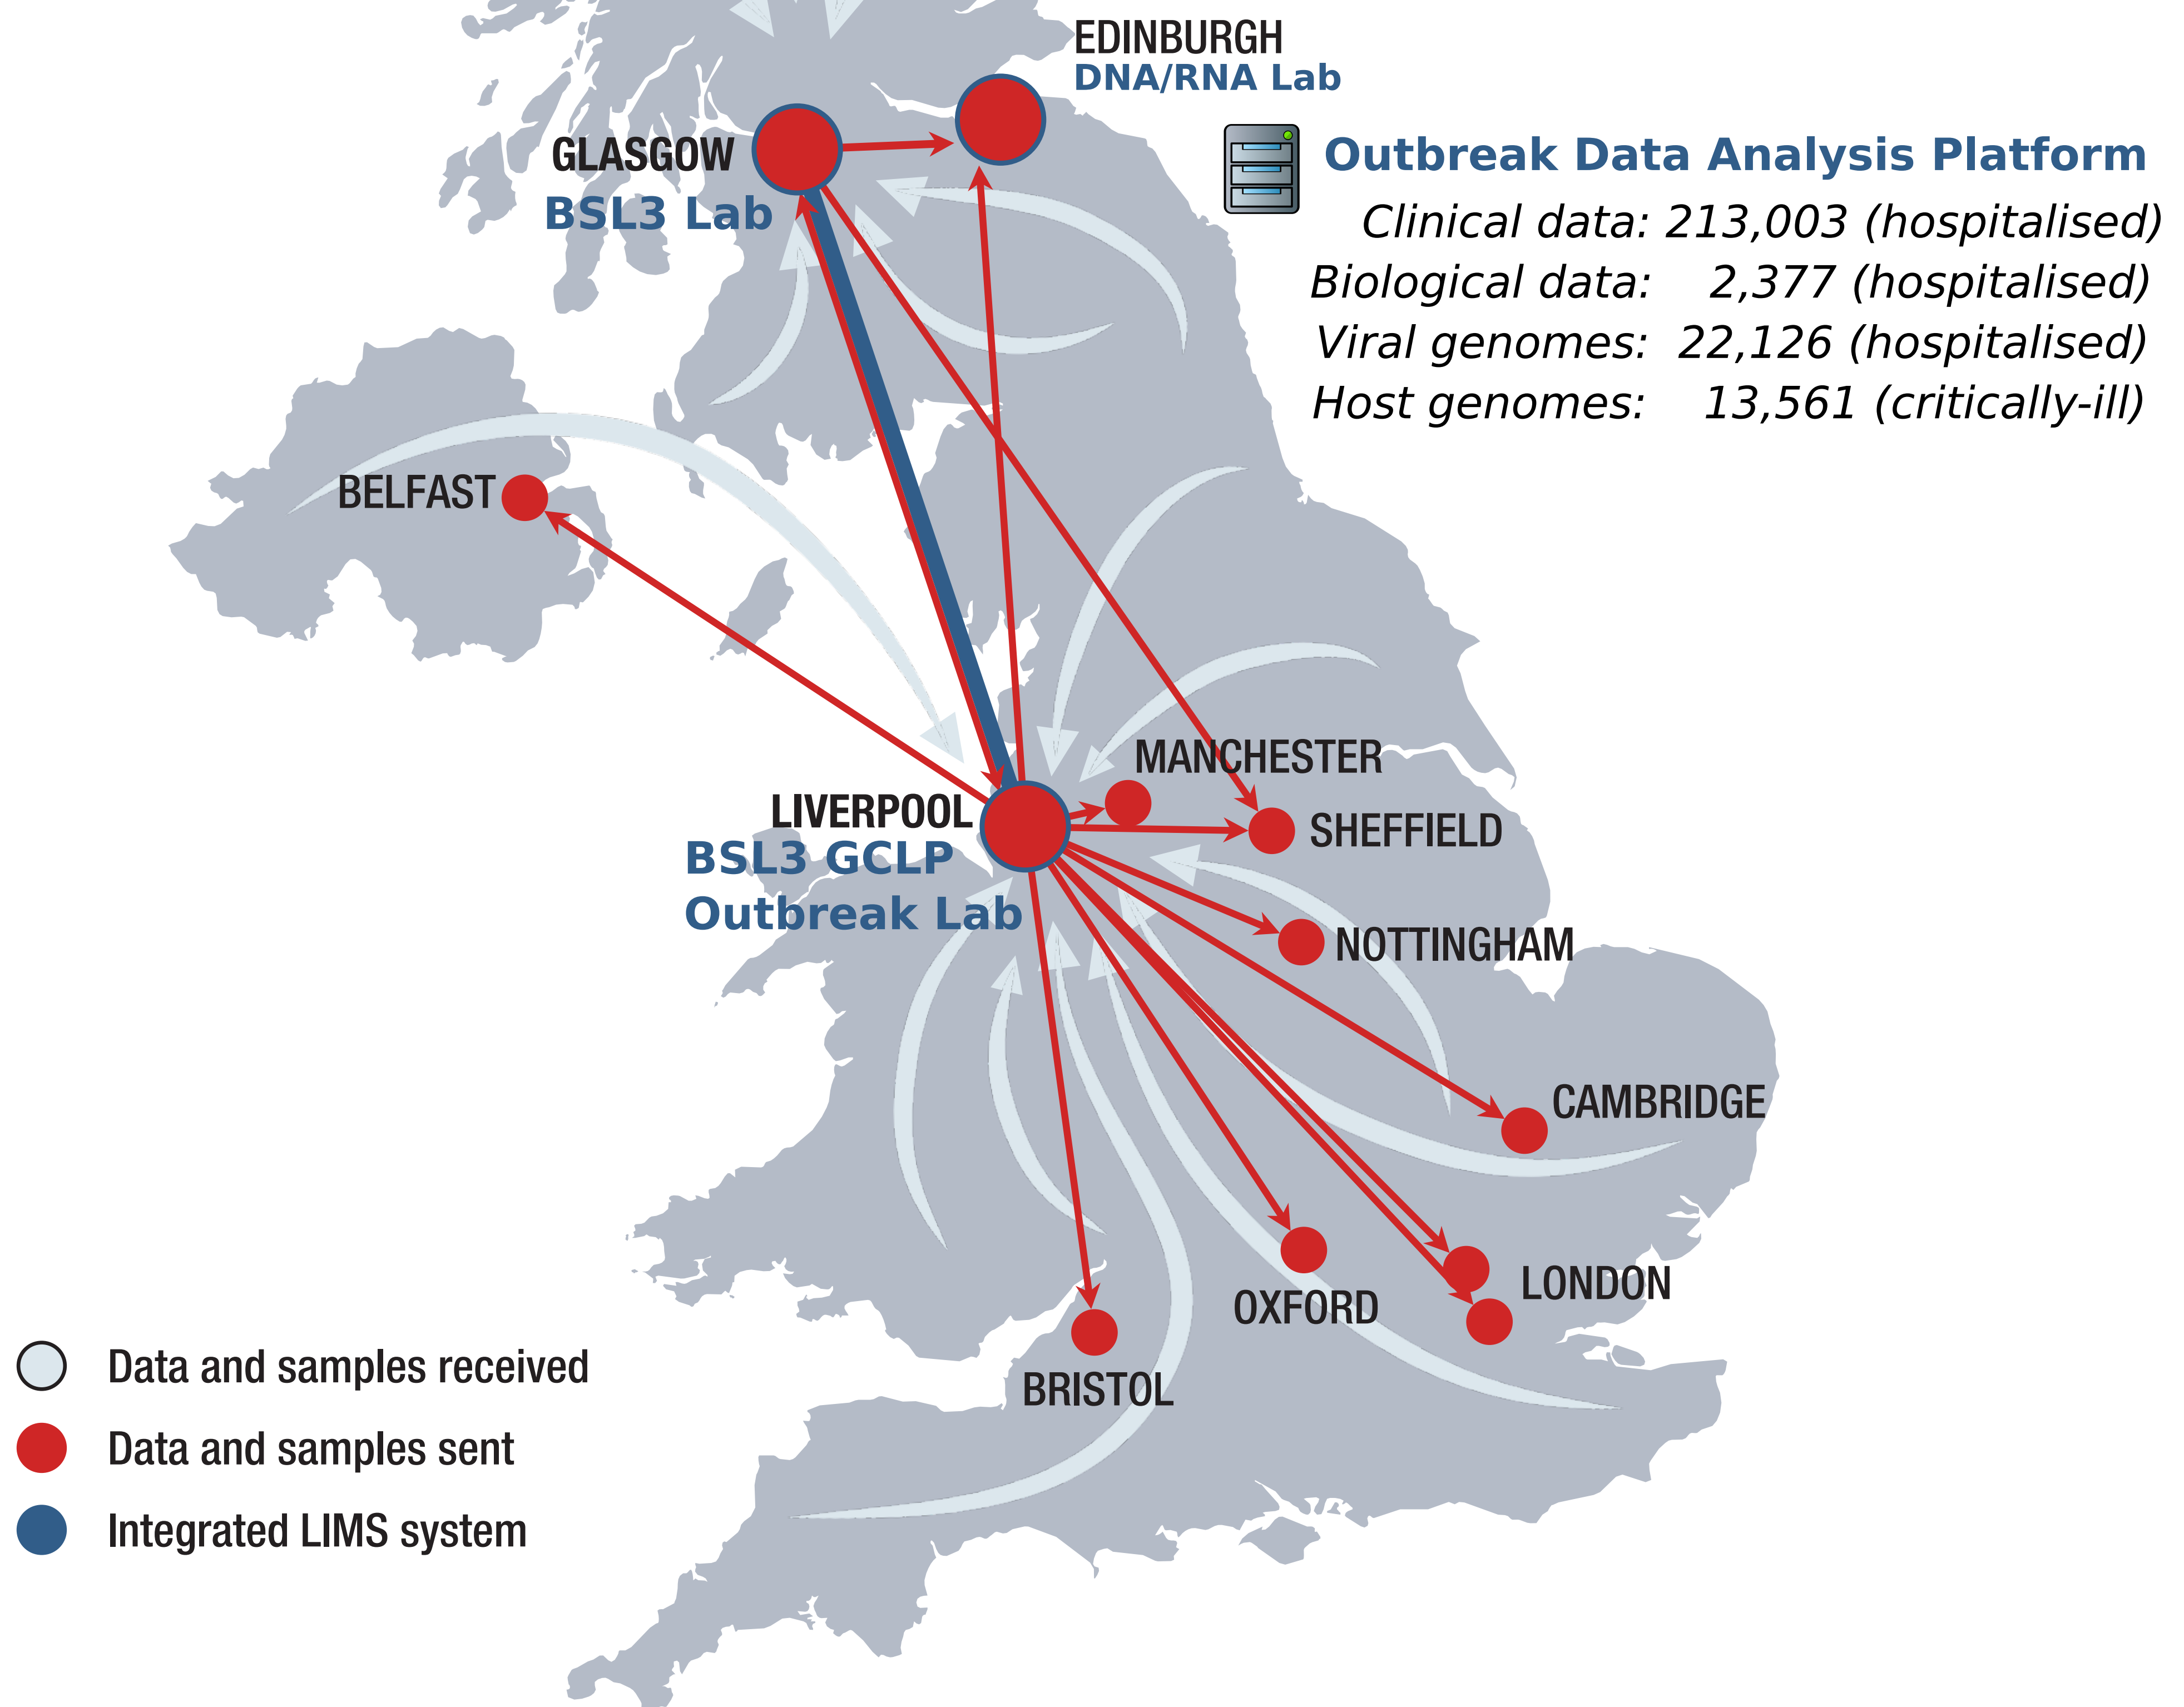 EDINBURGH
DNA/RNA Lab
GLASGOW
BSL3 Lab
Outbreak Data Analysis Platform
Clinical data: 213,003 (hospitalised)
Biological data: 2,377 (hospitalised)
Viral genomes: 22,126 (hospitalised)
Host genomes: 13,561 (critically-ill)
BELFAST
MANCHESTER
LIVERPOOL
BSL3 GCLP
Outbreak Lab
SHEFFIELD
NOTTINGHAM
CAMBRIDGE
LONDON
OXFORD
BRISTOL
Data and samples received
Data and samples sent
Integrated LIMS system